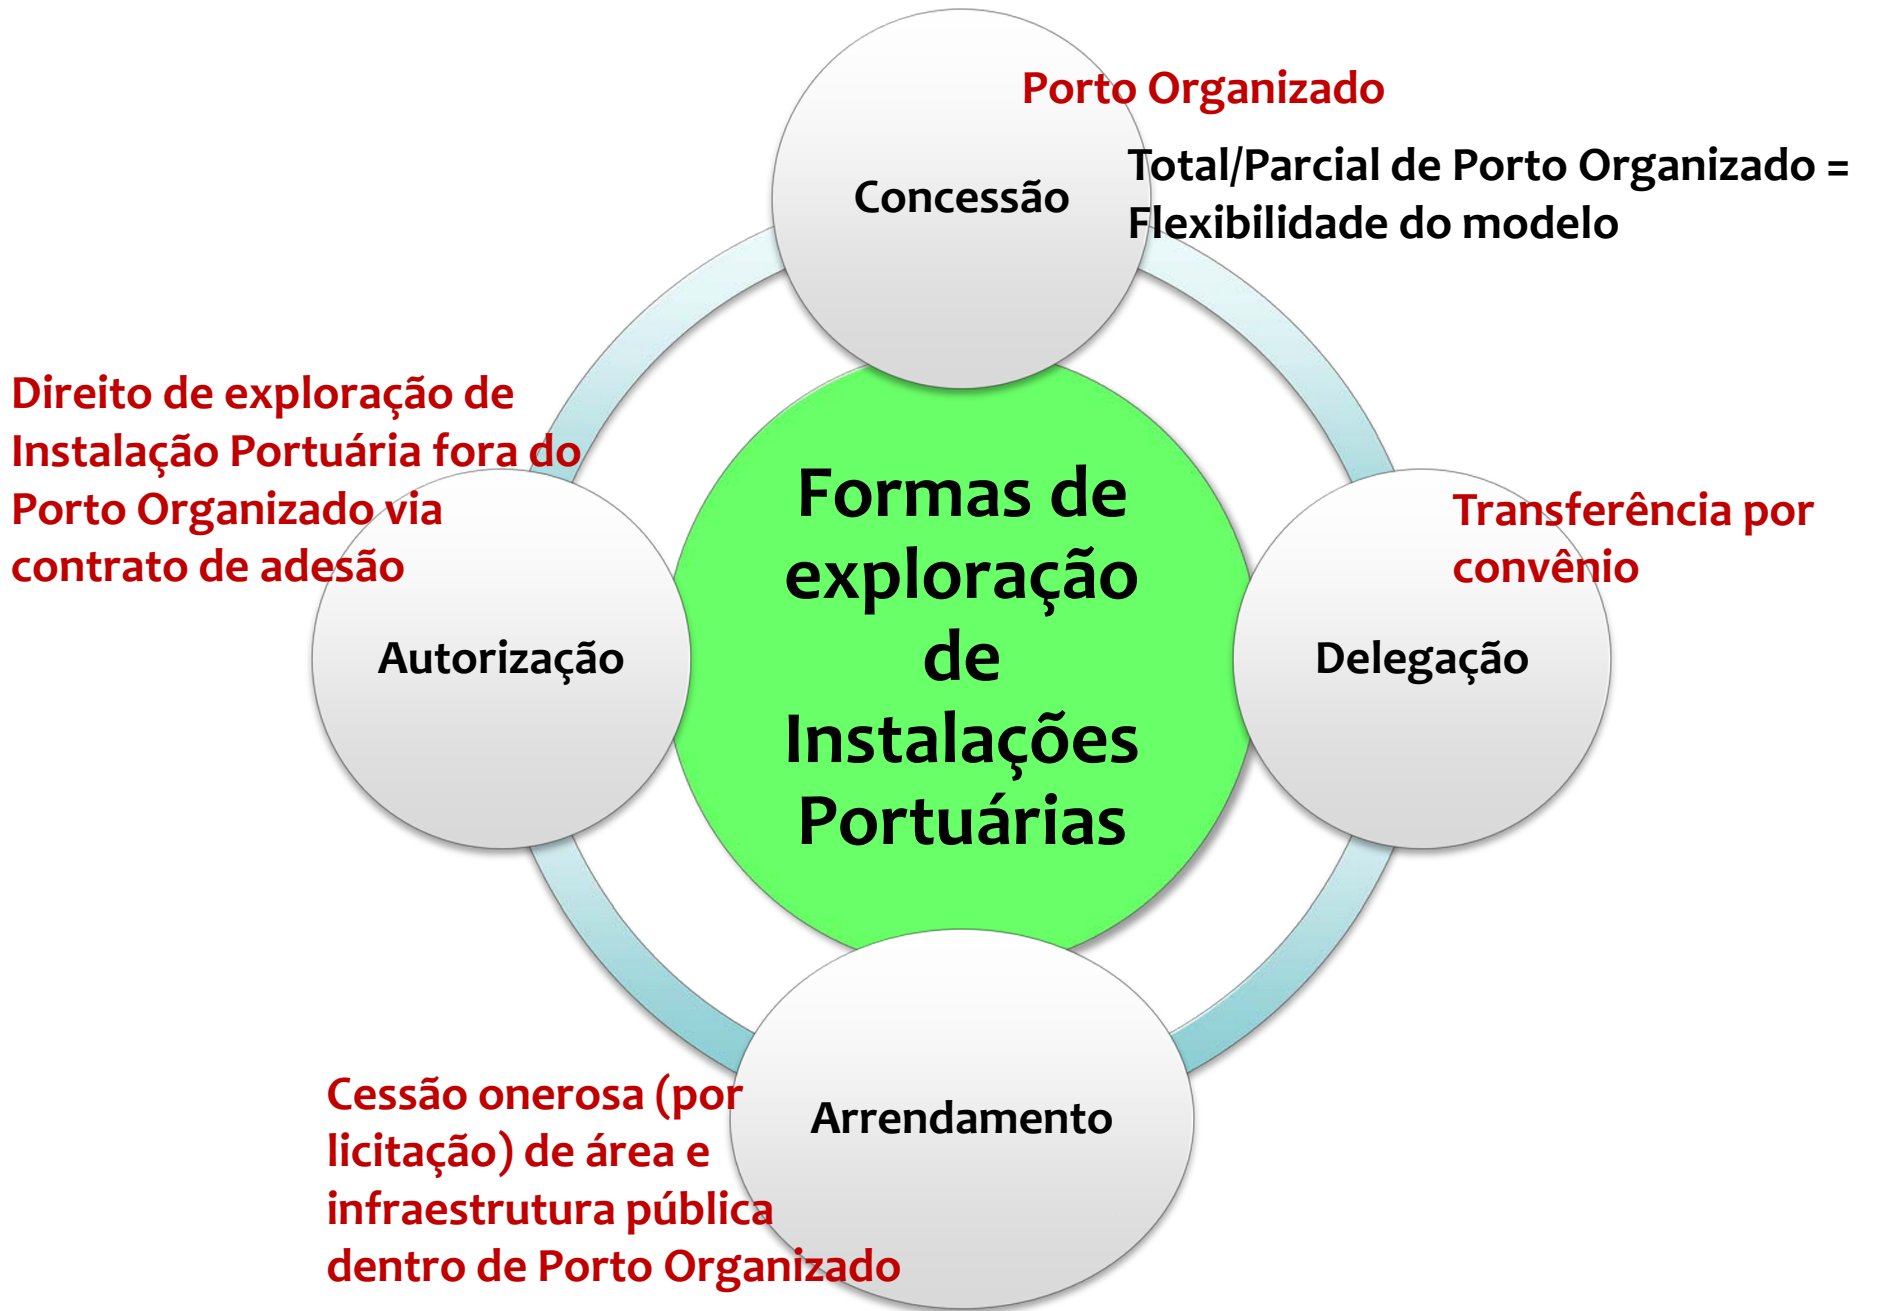 Porto Organizado
Total/Parcial de Porto Organizado =
Flexibilidade do modelo
Concessão
Direito de exploração de
Instalação Portuária fora do
Porto Organizado via
contrato de adesão
Autorização
Formas de
exploração
de
Instalações
Portuárias
Transferência por
convênio
Delegação
Cessão onerosa (por
licitação) de área e
infraestrutura pública
dentro de Porto Organizado
Arrendamento